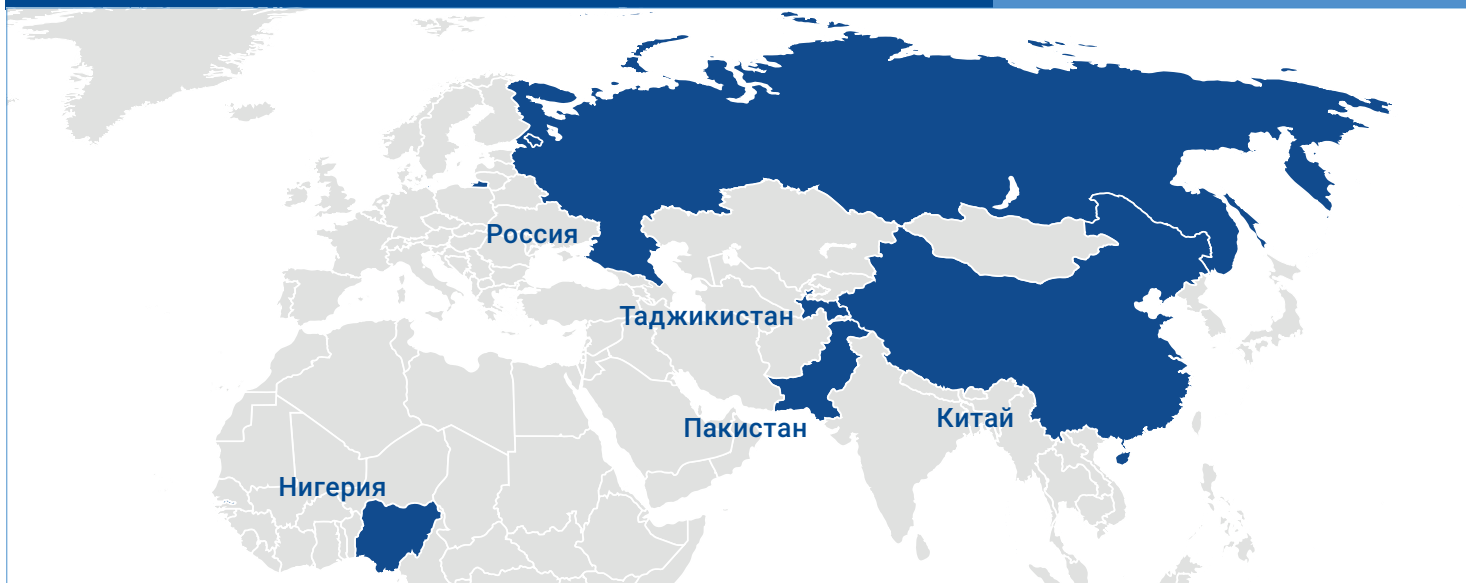 Россия
Таджикистан
Пакистан
Китай
Нигерия